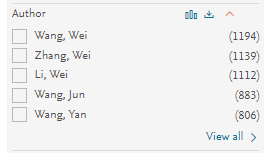 Author
Wang, Wei (1194)
Zhang, Wei (1139)
Li, Wei (1112)
Wang, Jun (883)
Wang, Yan (806)
View all